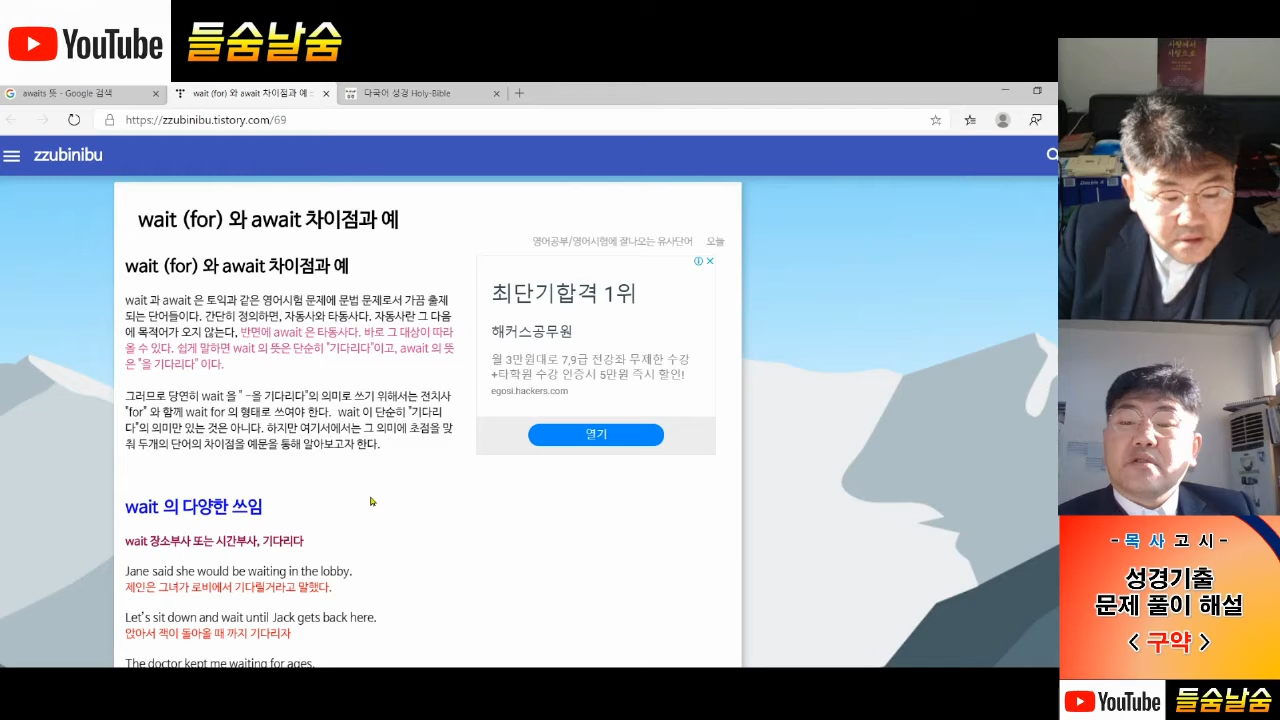 YouTube 들숨날숨
awaits 뜻 - Google 검색
wait (for) 와 await 차이점과 예 ::
다국어 성경 Holy-Bible
https://zzubinibu.tistory.com/69
zzubinibu
wait (for) 와 await 차이점과 예
영어공부/영어시험에 잘나오는 유사단어 오늘
wait (for) 와 await 차이점과 예
wait 과 await 은 토익과 같은 영어시험 문제에 문법 문제로서 가끔 출제
되는 단어들이다. 간단히 정의하면, 자동사와 타동사다. 자동사란 그 다음
에 목적어가 오지 않는다. 반면에 await 은 타동사다. 바로 그 대상이 따라
올 수 있다. 쉽게 말하면 wait 의 뜻은 단순히 "기다리다"이고, await 의 뜻
은 "을 기다리다" 이다.
그러므로 당연히 wait 을 " -을 기다리다"의 의미로 쓰기 위해서는 전치사
"for" 와 함께 wait for 의 형태로 쓰여야 한다. wait 이 단순히 "기다리
다"의 의미만 있는 것은 아니다. 하지만 여기서에서는 그 의미에 초점을 맞
춰 두개의 단어의 차이점을 예문을 통해 알아보고자 한다.
최단기합격 1위
해커스공무원
월 3만원대로 7,9급 전강좌 무제한 수강
+타학원 수강 인증시 5만원 즉시 할인!
egosi.hackers.com
열기
wait 의 다양한 쓰임
wait 장소부사 또는 시간부사, 기다리다
Jane said she would be waiting in the lobby.
제인은 그녀가 로비에서 기다릴거라고 말했다.
Let's sit down and wait until Jack gets back here.
앉아서 잭이 돌아올 때 까지 기다리자
The doctor kept me waiting for ages.
사랑에서
사랑으로
- 목 사 고 시 -
성경기출
문제 풀이 해설
< 구약 >
YouTube 들숨날숨